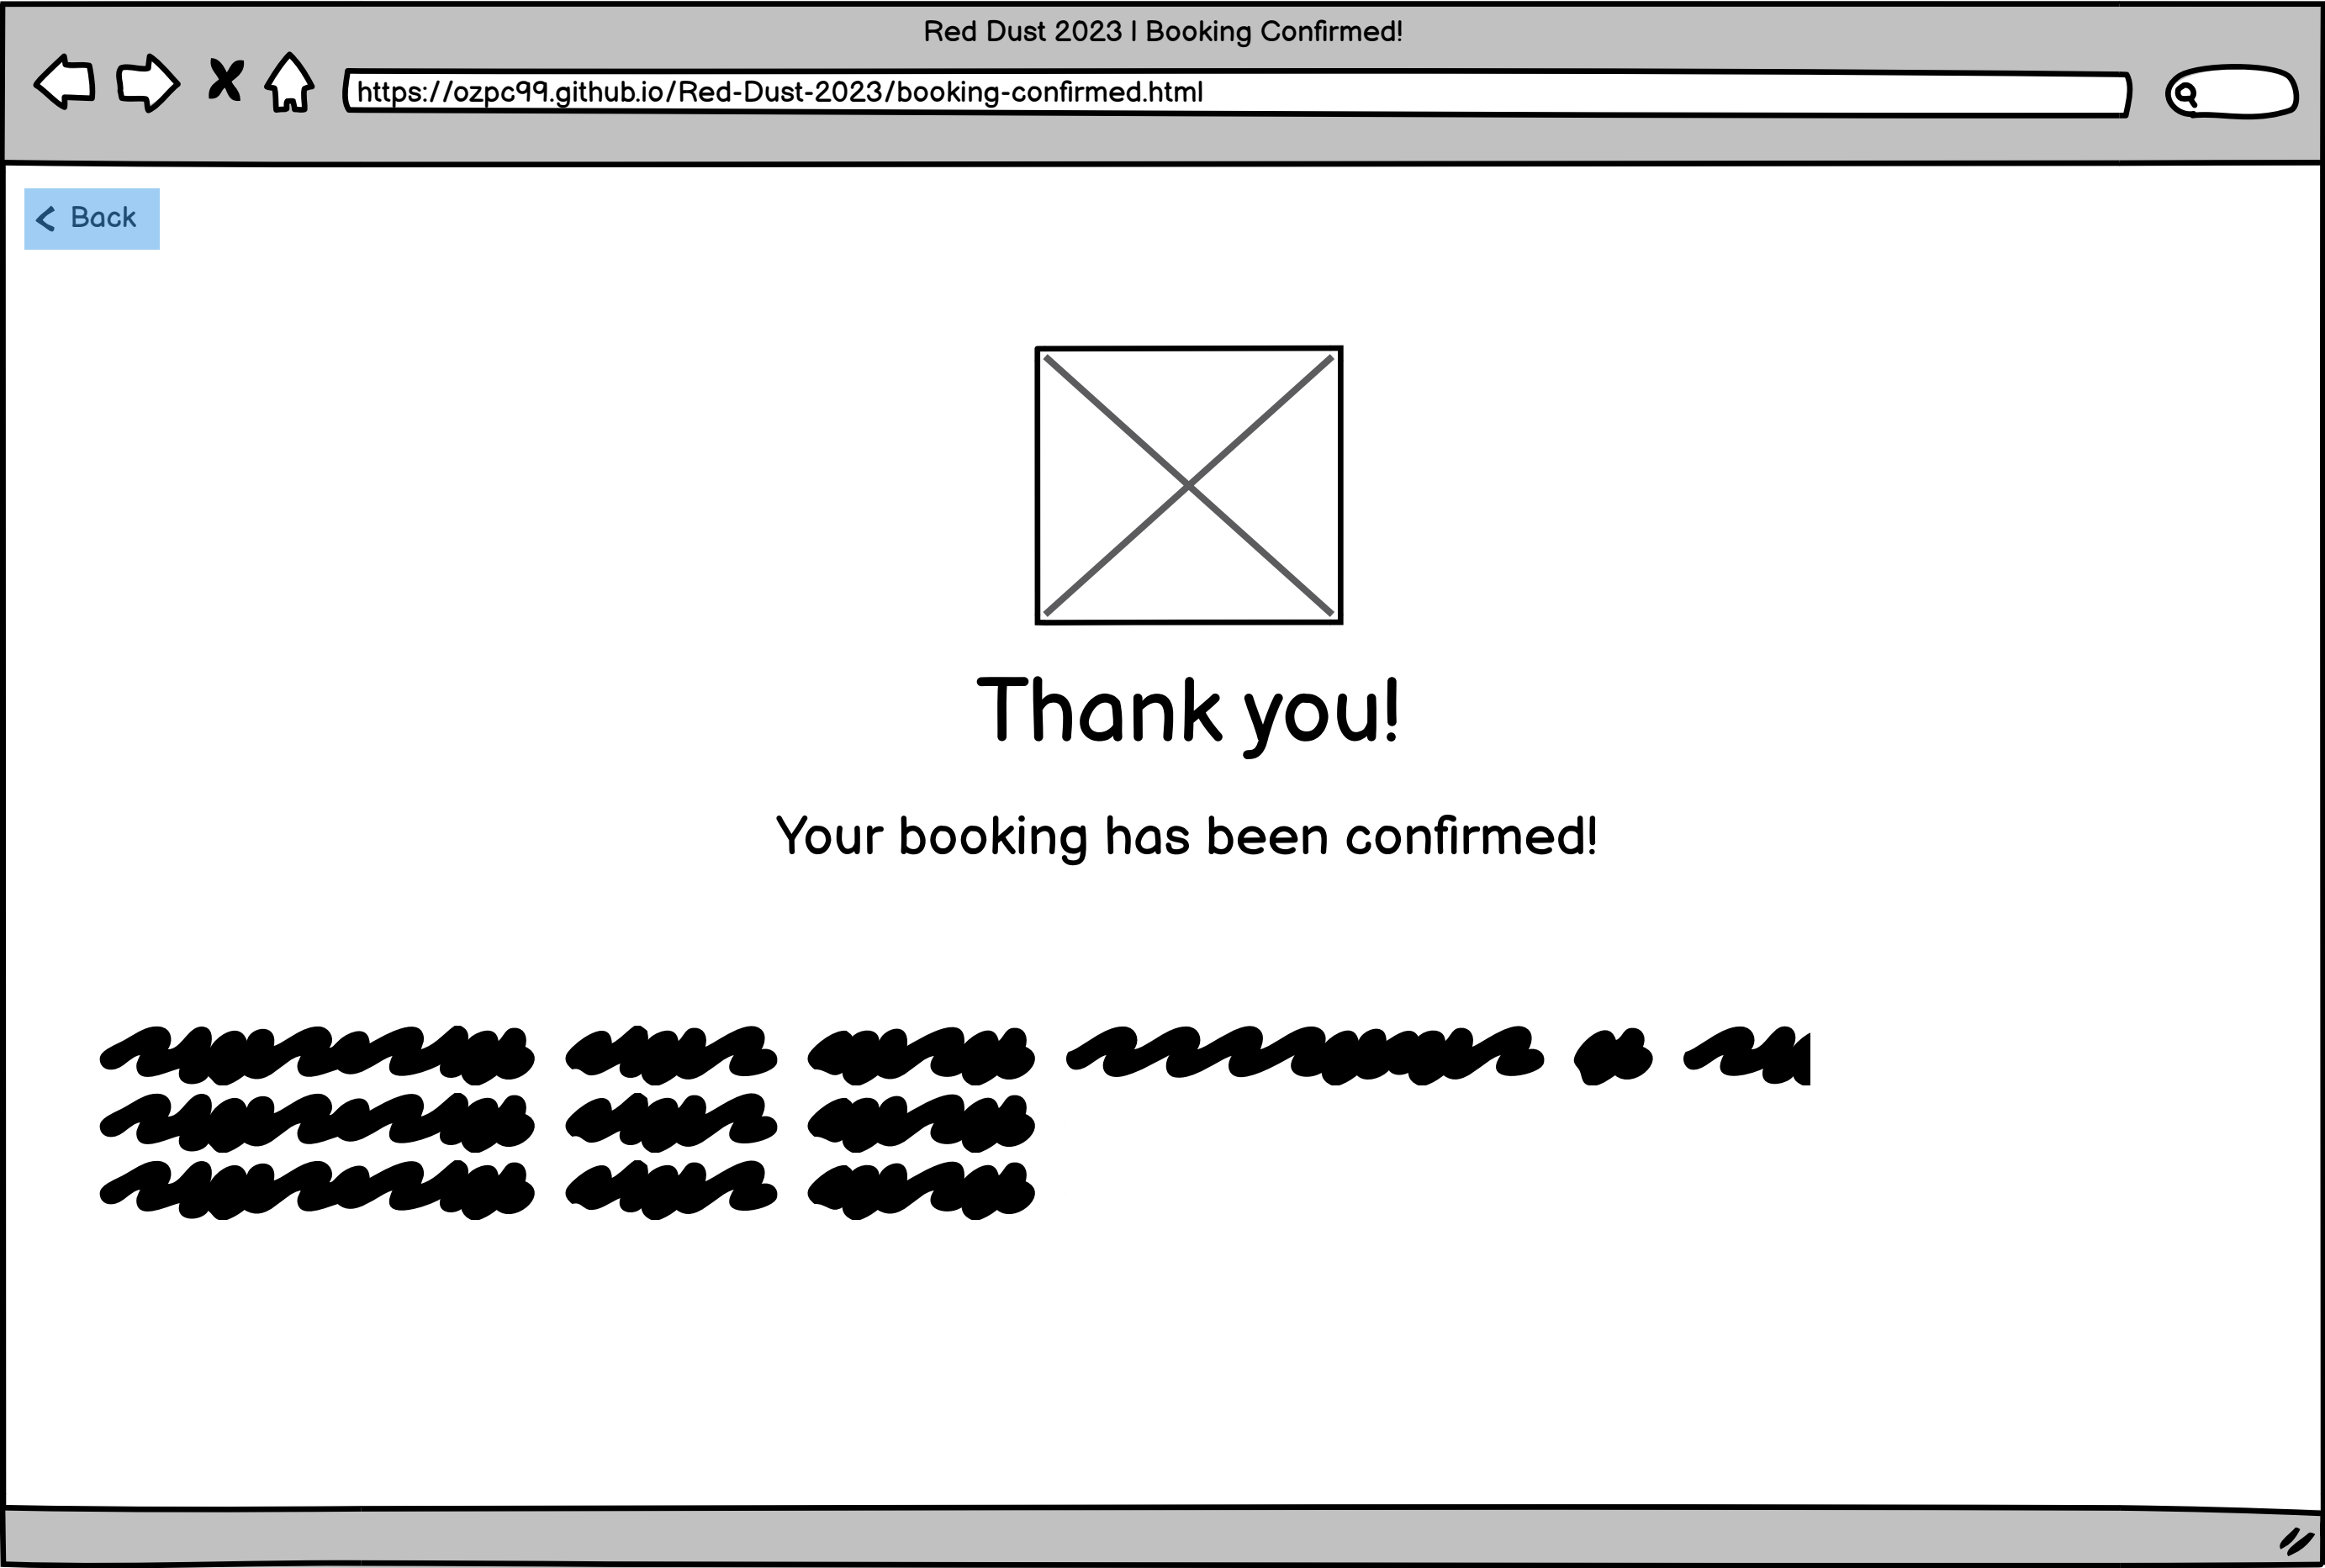 Red Dust 2023 | Booking Confirmed!
https://ozpc99.github.io/Red-Dust-2023/booking-confirmed.html
Back
Thank you!
Your booking has been confirmed!